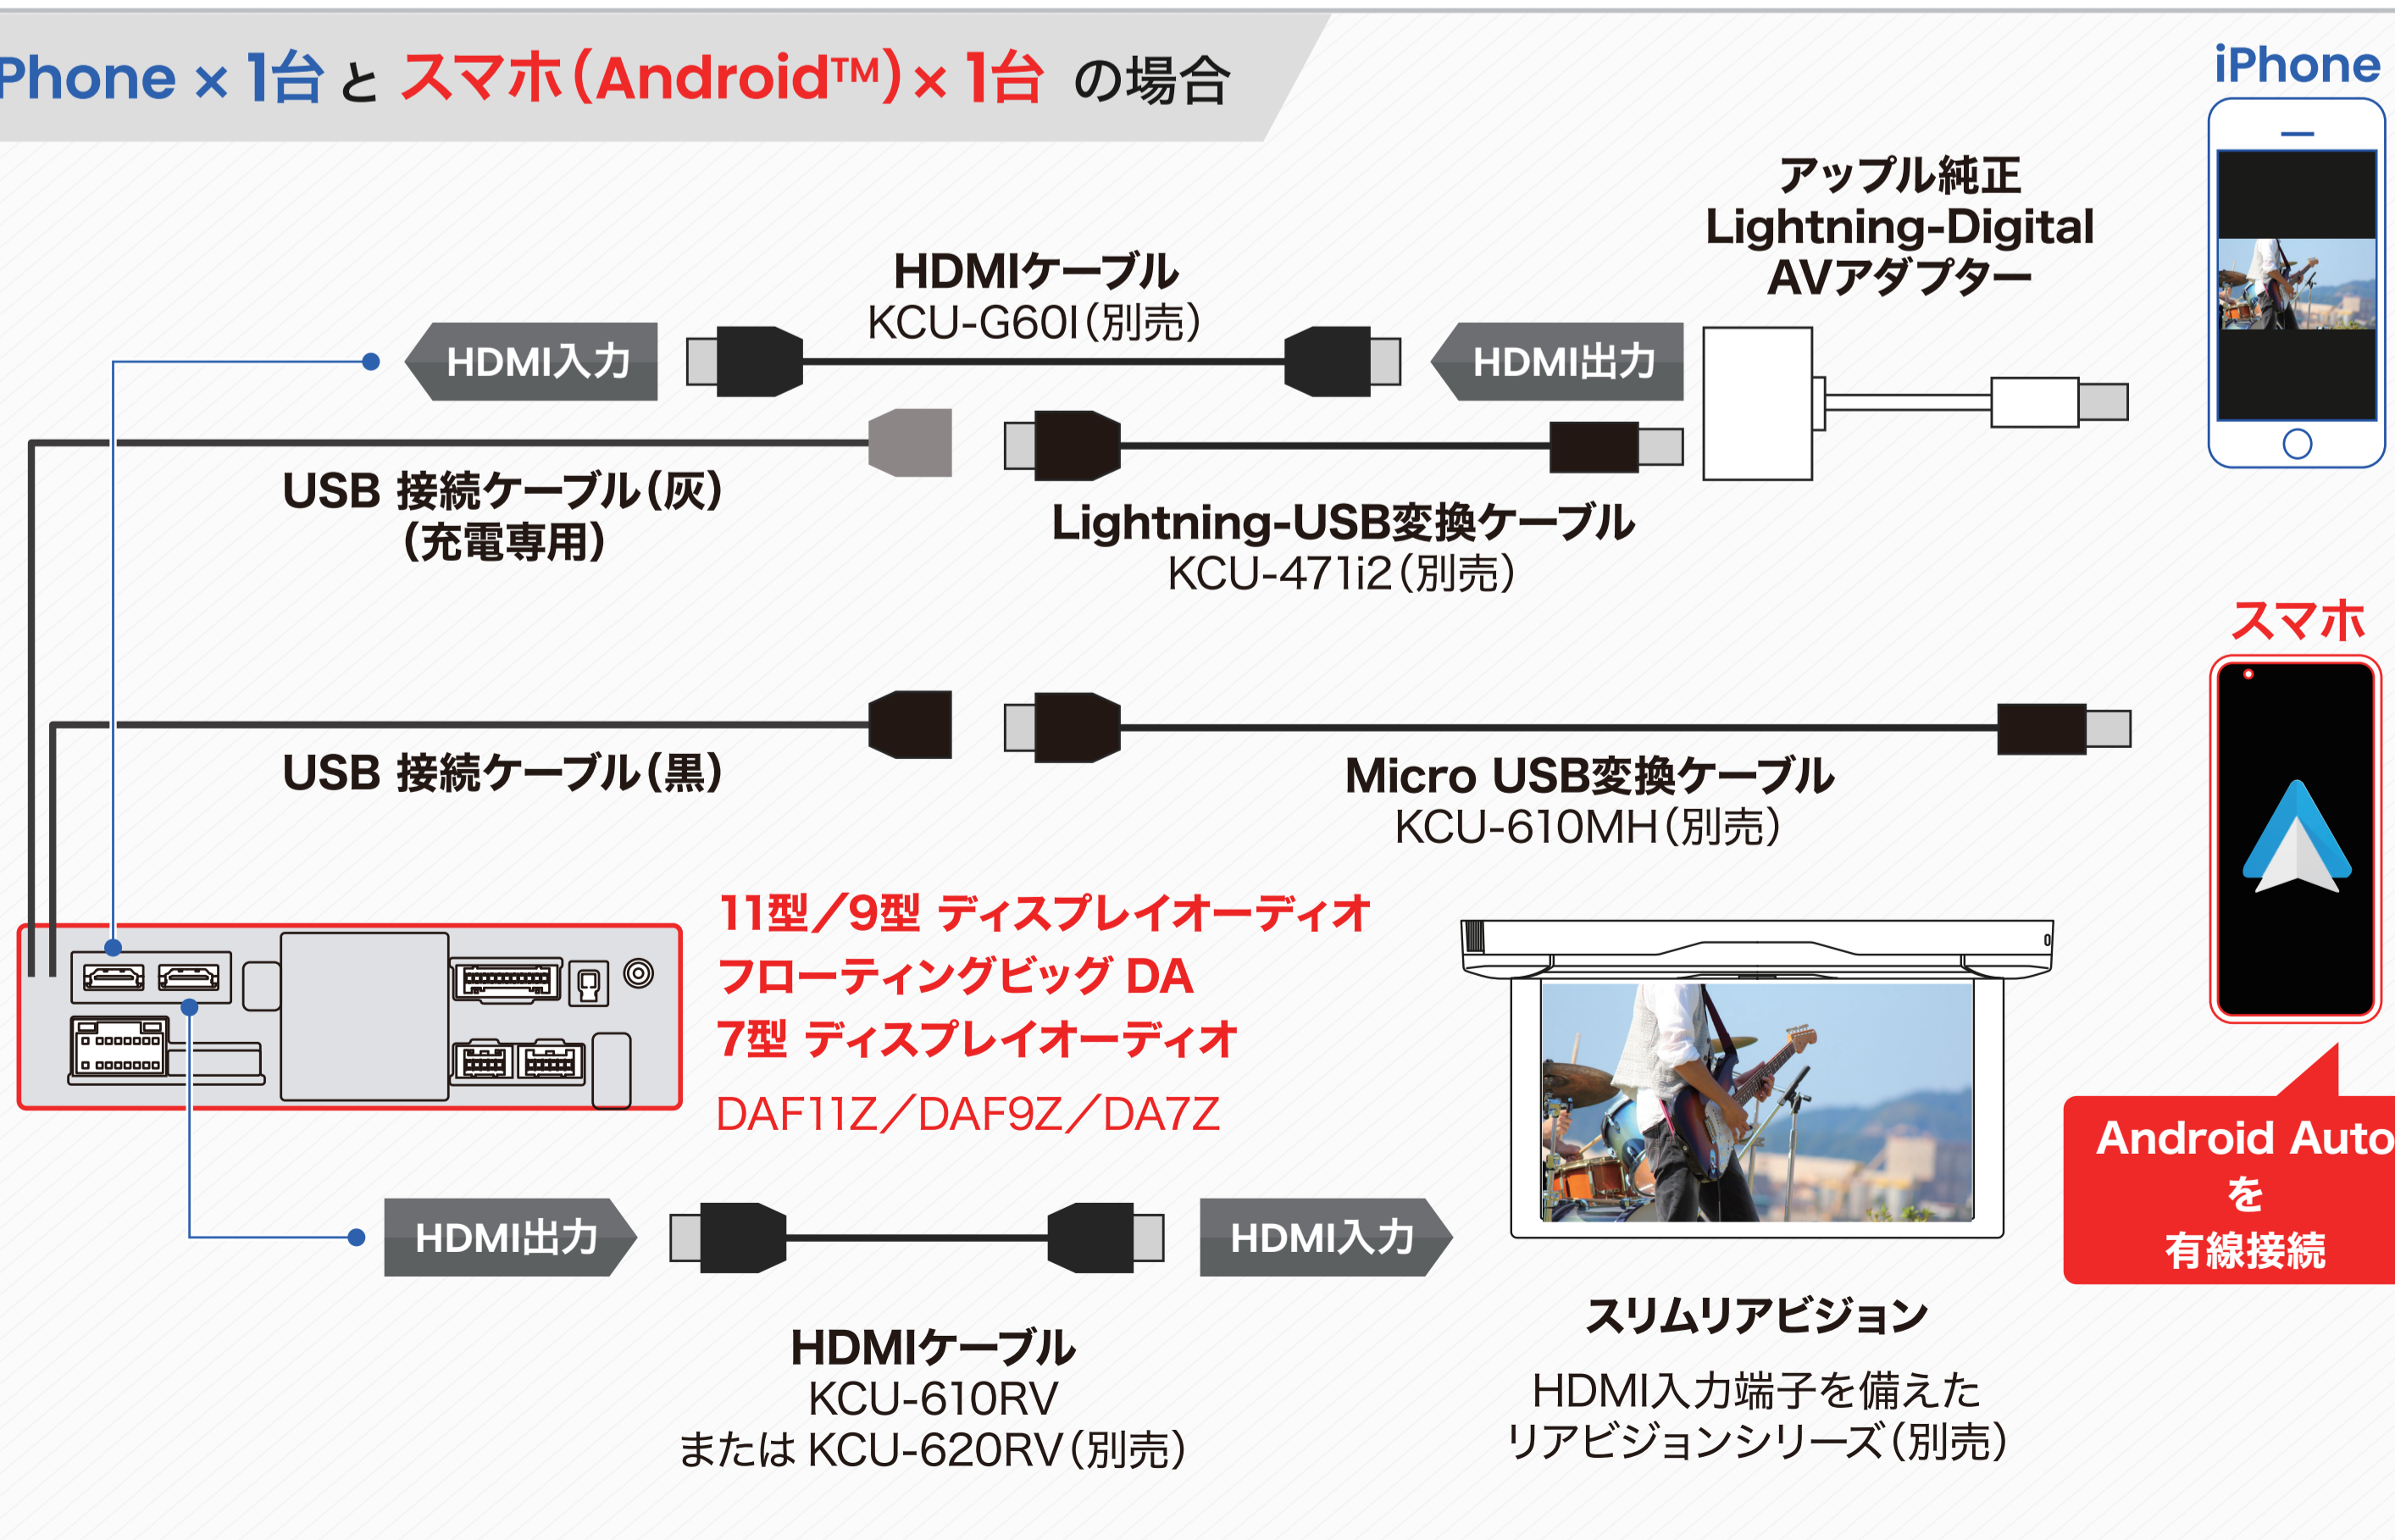 Phone × 1台 と スマホ(Android™)× 1台 の場合
iPhone
アップル純正
Lightning-Digital
AVアダプター
HDMIケーブル
KCU-G60I(別売)
HDMI入力
HDMI出力
USB 接続ケーブル(灰)
(充電専用)
Lightning-USB変換ケーブル
KCU-471i2(別売)
スマホ
USB 接続ケーブル(黒)
Micro USB変換ケーブル
KCU-610MH(別売)
11型/9型 ディスプレイオーディオ
フローティングビッグ DA
7型 ディスプレイオーディオ
DAF11Z/DAF9Z/DA7Z
Android Auto
を
有線接続
HDMI出力
HDMI入力
スリムリアビジョン
HDMI入力端子を備えた
リアビジョンシリーズ(別売)
HDMIケーブル
KCU-610RV
または KCU-620RV(別売)